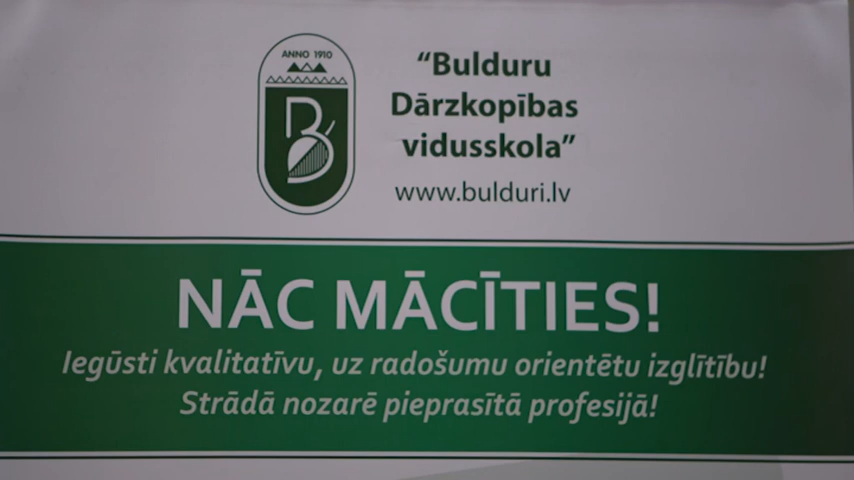 ANNO 1910
B
"Bulduru
Dārzkopības
vidusskola"
www.bulduri.lv
NĀC MĀCĪTIES!
Iegūsti kvalitatīvu, uz radošumu orientētu izglītību!
Strādā nozarē pieprasītā profesijā!